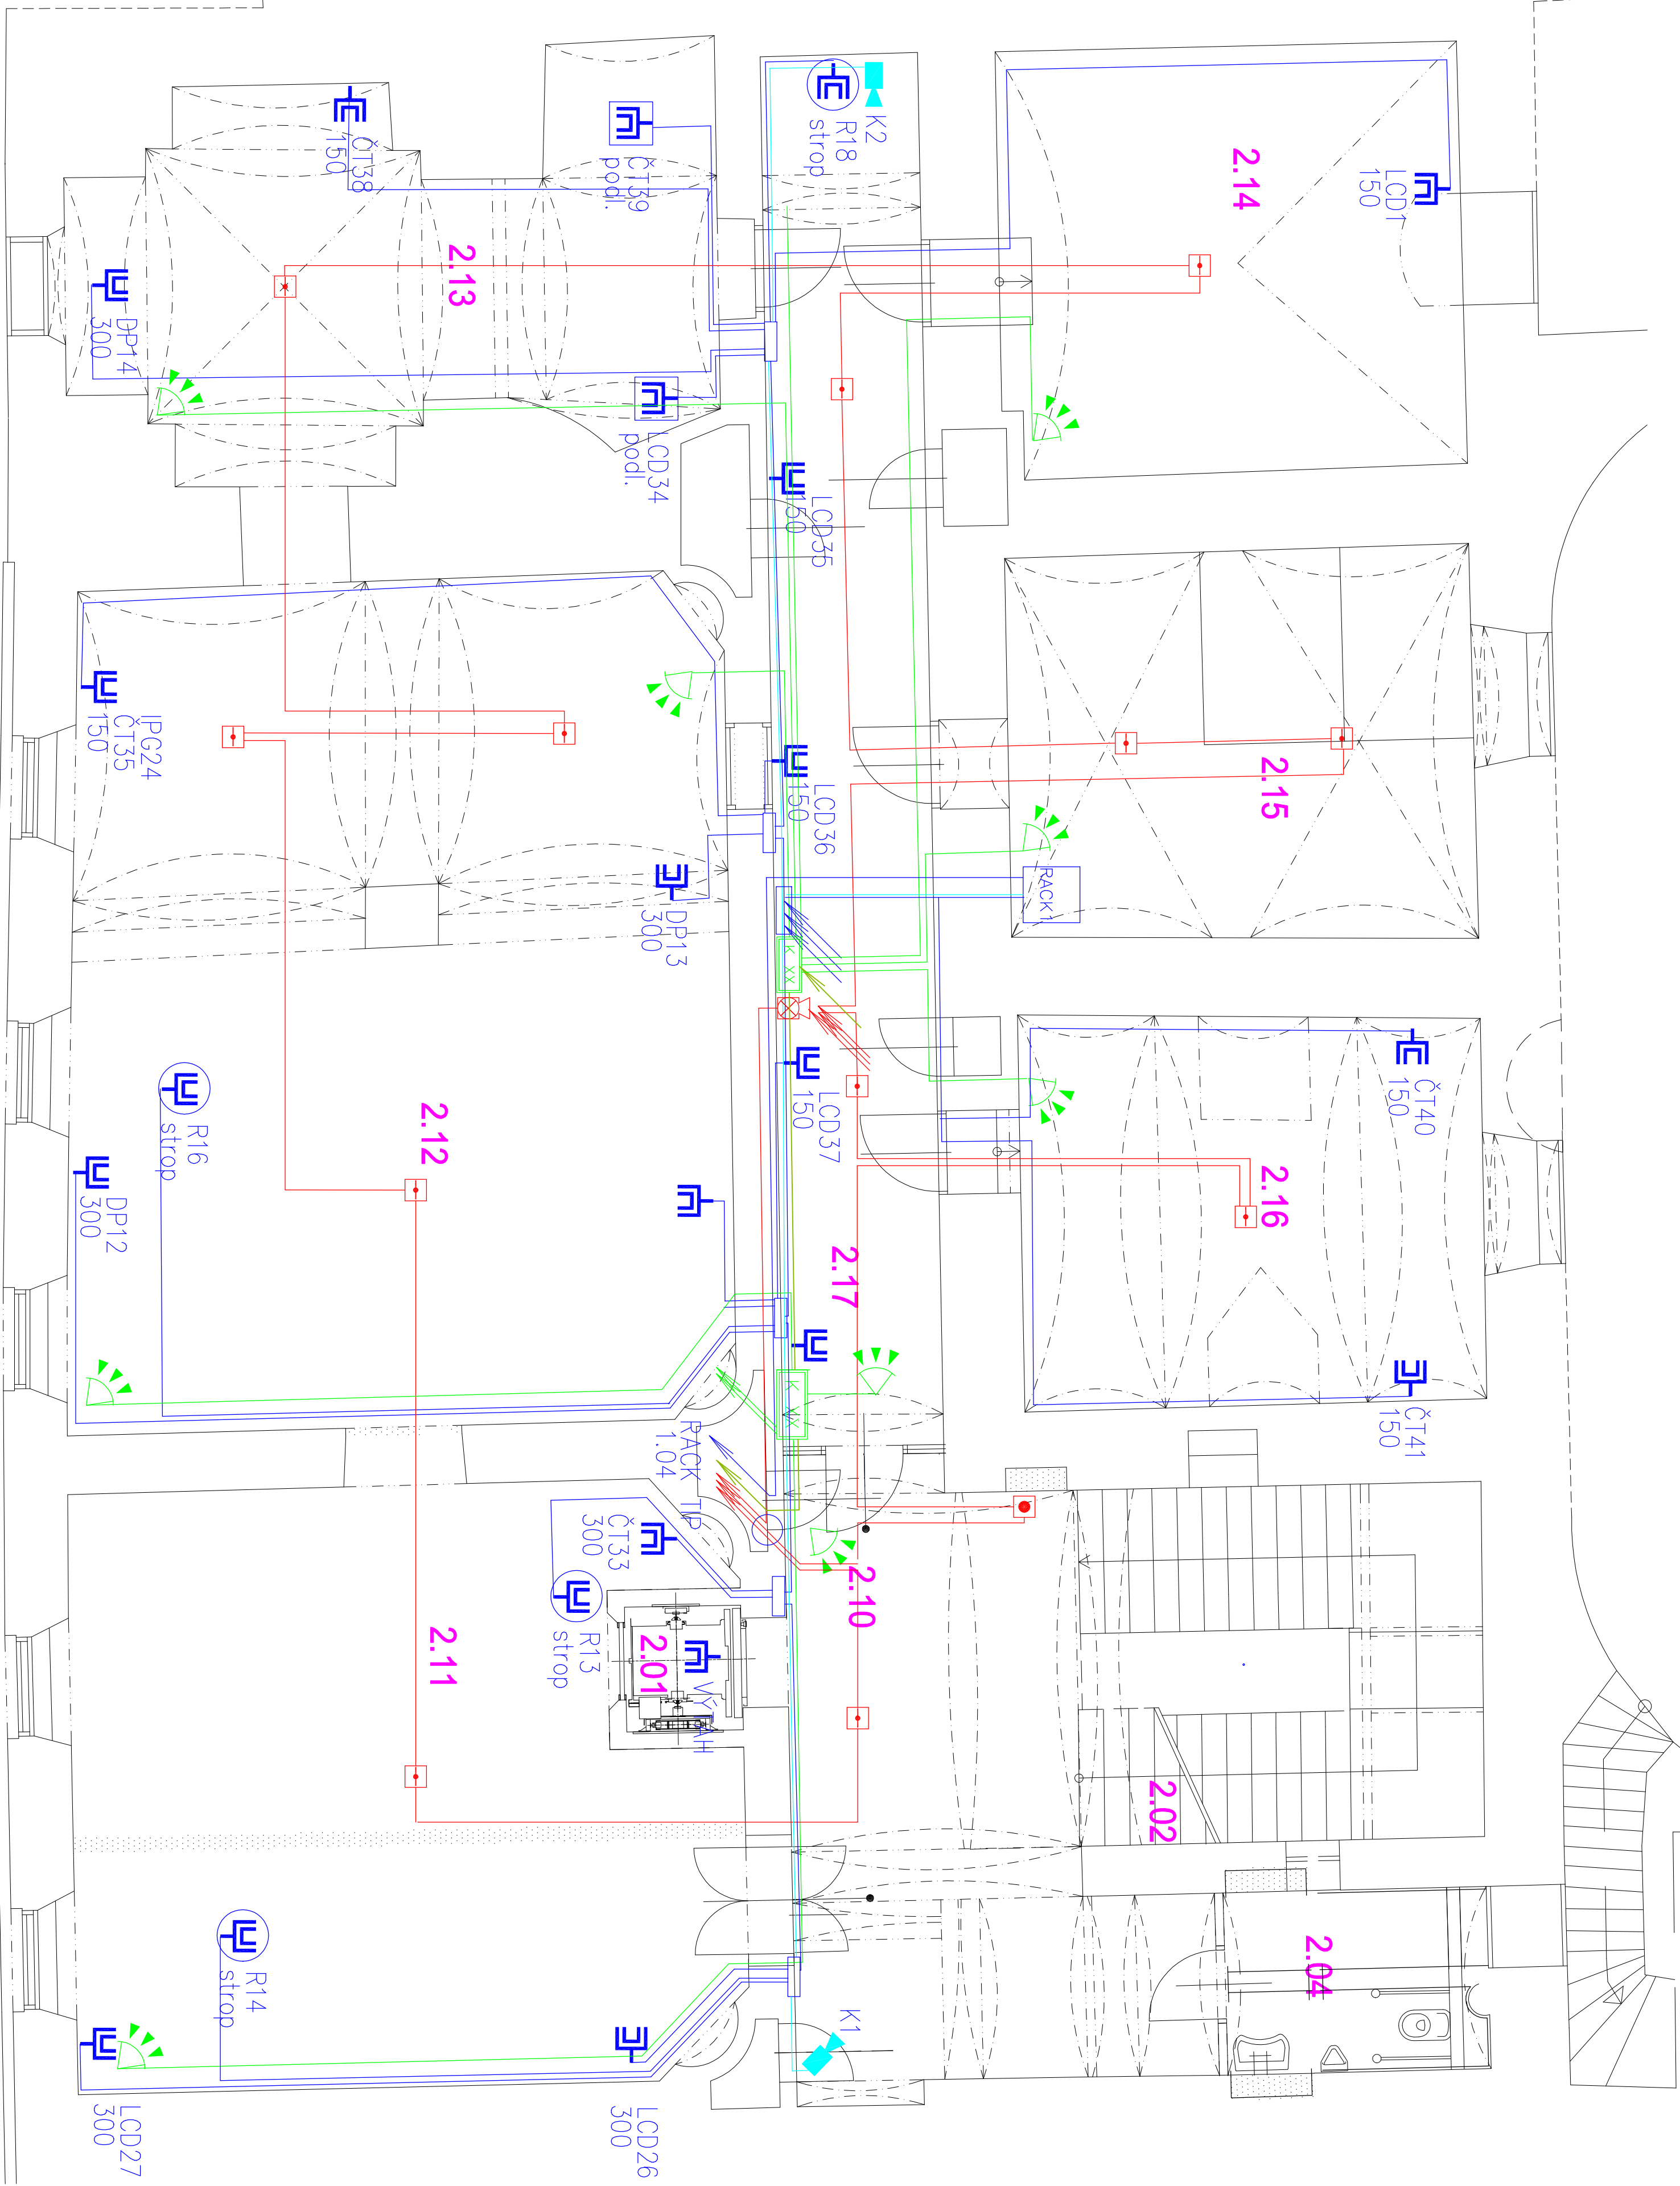 K2
R18
strop
2.14
LCD1
150
ČT38
150
ČT39
podl.
2.13
DP14
300
LCD34
podl.
LCD35
150
IPG24
ČT35
150
LCD36
150
2.15
RACK1
DP13
300
K XX
LCD37
150
ČT40
150
R16
strop
2.12
DP12
300
2.16
2.17
K XX
ČT41
150
RACK TP
1.04
ČT33
300
2.10
R13
strop
2.11
2.01
VÝTAH
2.02
2.04
R14
strop
K1
LCD27
300
LCD26
300